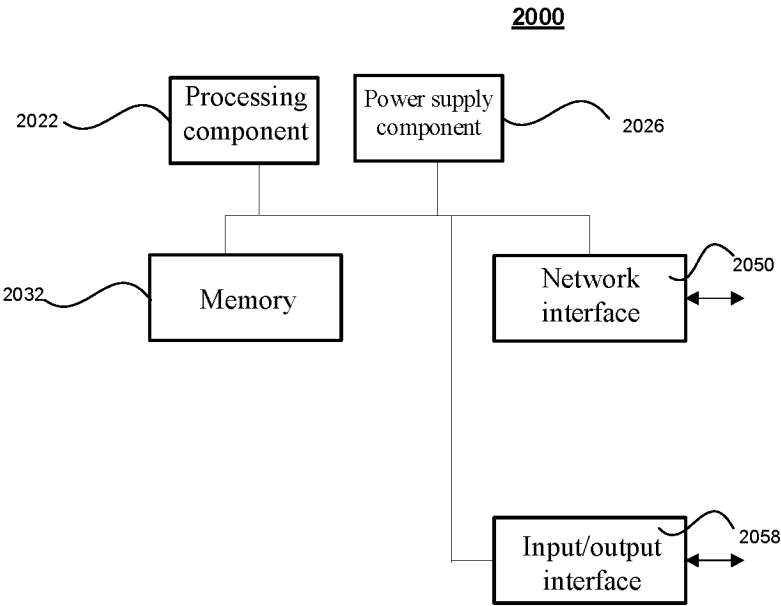 2000
Processing
component
2022
Power supply
component
2026
Memory
2032
Network
interface
2050
Input/output
interface
2058